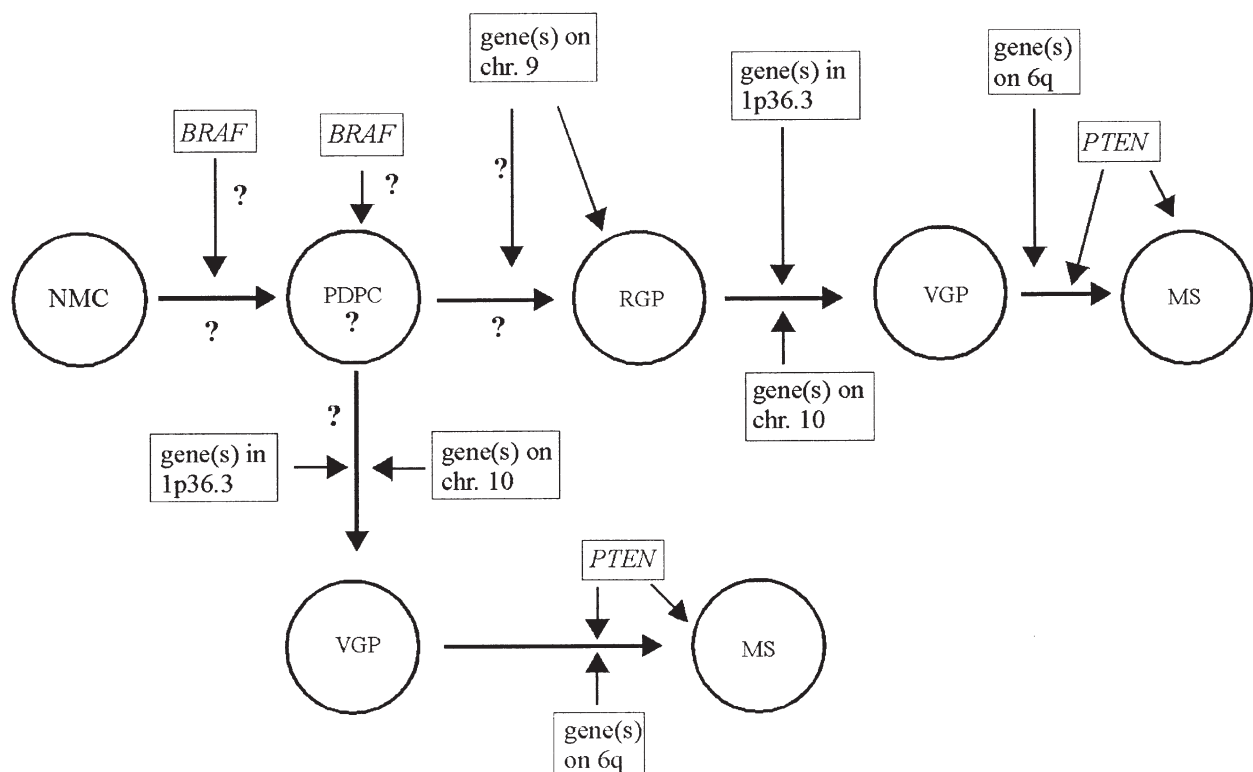 gene(s) on
chr. 9
gene(s) in
1p36.3
gene(s)
on 6q
BRAF
BRAF
PTEN
?
?
?
NMC
PDPC
?
RGP
VGP
MS
?
?
gene(s) on
chr. 10
?
gene(s) in
1p36.3
gene(s) on
chr. 10
PTEN
VGP
MS
gene(s)
on 6q